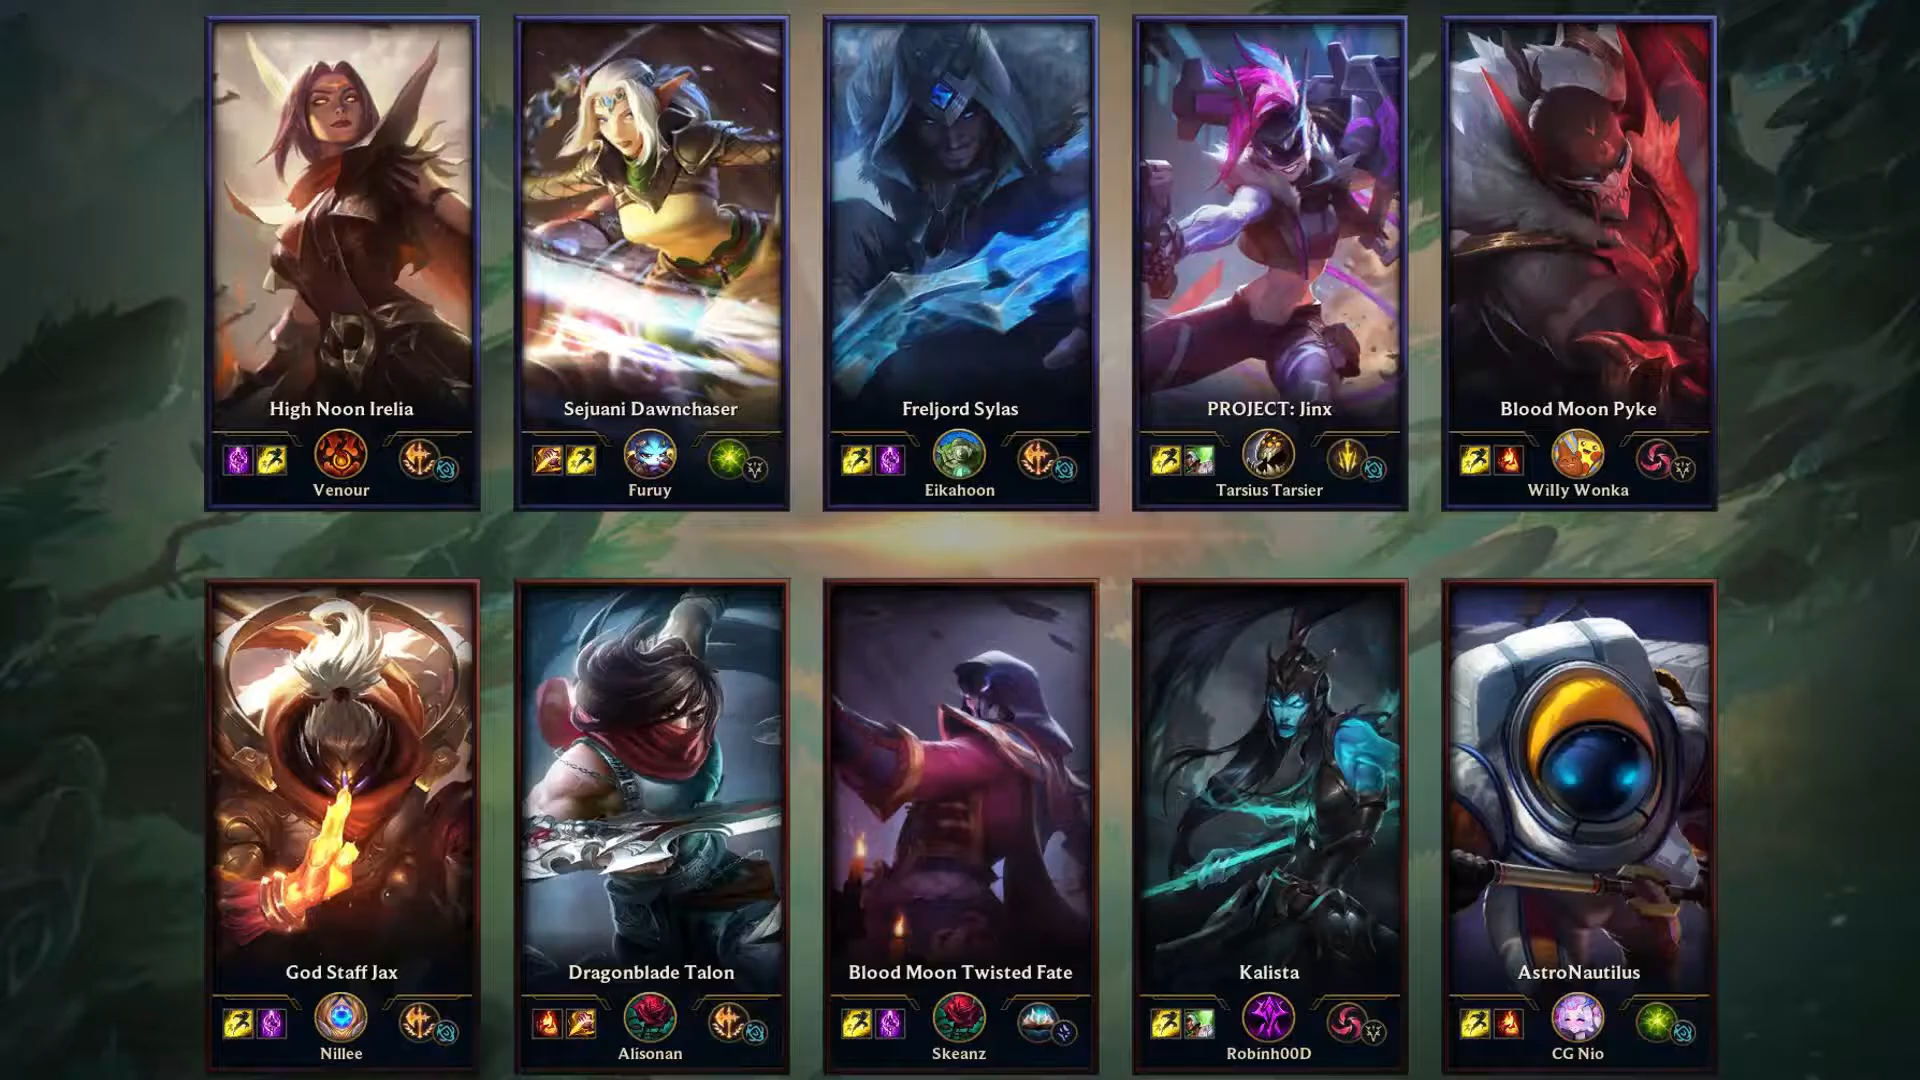 High Noon Irelia
Sejuani Dawnchaser
Freljord Sylas
PROJECT: Jinx
Blood Moon Pyke
Venour
Furuy
Eikahoon
Tarsius Tarsier
Willy Wonka
God Staff Jax
Dragonblade Talon
Blood Moon Twisted Fate
Kalista
AstroNautilus
Nillee
Alisonan
Skeanz
Robinh00D
CG Nio